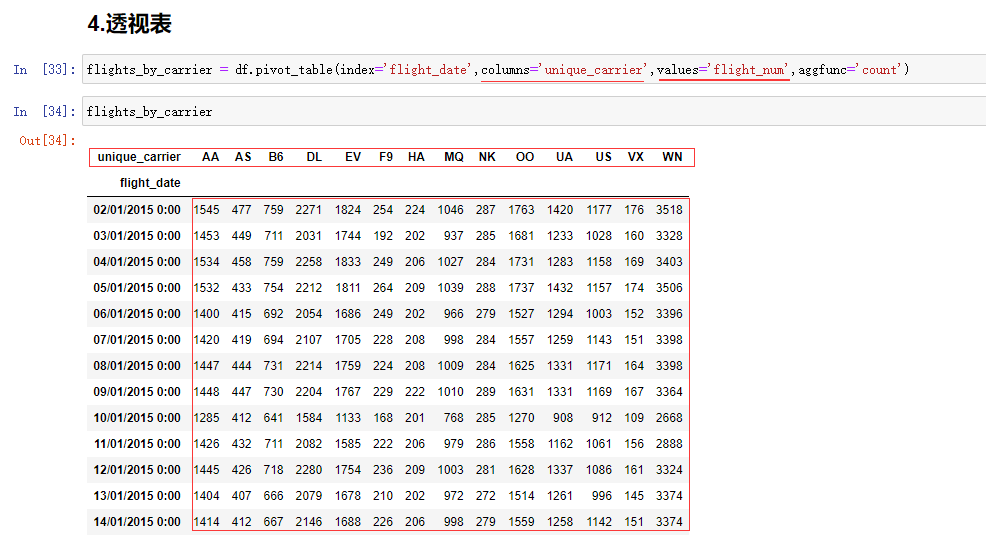 4.透视表
In [33]: flights_by_carrier = df.pivot_table(index='flight_date',columns='unique_carrier',values='flight_num',aggfunc='count')
In [34]: flights_by_carrier
Out[34]:
unique_carrier AA AS B6 DL EV F9 HA MQ NK OO UA US VX WN
flight_date
02/01/2015 0:00 1545 477 759 2271 1824 254 224 1046 287 1763 1420 1177 176 3518
03/01/2015 0:00 1453 449 711 2031 1744 192 202 937 285 1681 1233 1028 160 3328
04/01/2015 0:00 1534 458 759 2258 1833 249 206 1027 284 1731 1283 1158 169 3403
05/01/2015 0:00 1532 433 754 2212 1811 264 209 1039 288 1737 1432 1157 174 3506
06/01/2015 0:00 1400 415 692 2054 1686 249 202 966 279 1527 1294 1003 152 3396
07/01/2015 0:00 1420 419 694 2107 1705 228 208 998 284 1557 1259 1143 151 3398
08/01/2015 0:00 1447 444 731 2214 1759 224 208 1009 284 1625 1331 1171 164 3398
09/01/2015 0:00 1448 447 730 2204 1767 229 222 1010 289 1631 1331 1169 167 3364
10/01/2015 0:00 1285 412 641 1584 1133 168 201 768 285 1270 908 912 109 2668
11/01/2015 0:00 1426 432 711 2082 1585 222 206 979 286 1558 1162 1061 156 2888
12/01/2015 0:00 1445 426 718 2280 1754 236 209 1003 281 1628 1337 1086 161 3324
13/01/2015 0:00 1404 407 666 2079 1678 210 202 972 272 1514 1261 996 145 3374
14/01/2015 0:00 1414 412 667 2146 1688 226 206 998 279 1559 1258 1142 151 3374